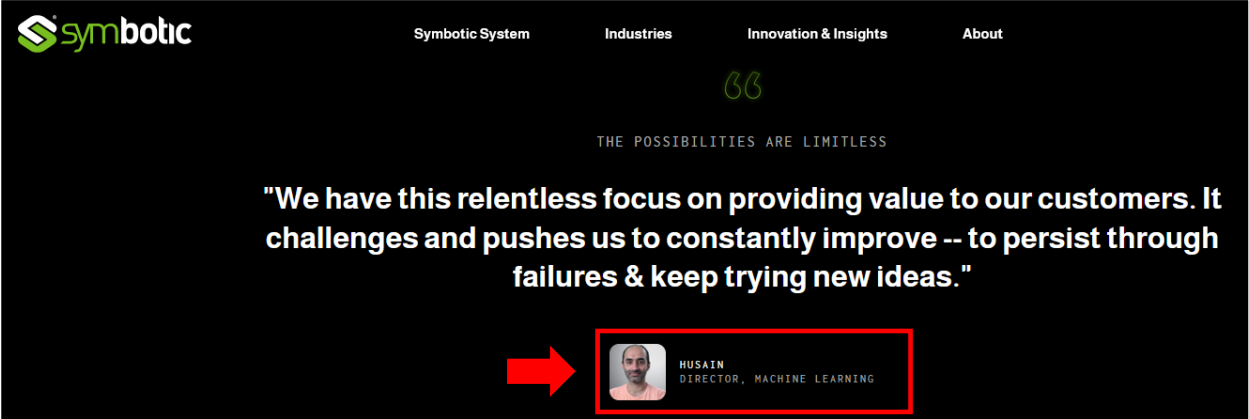 symbotic
Symbotic System Industries Innovation & Insights About
THE POSSIBILITIES ARE LIMITLESS
"We have this relentless focus on providing value to our customers. It
challenges and pushes us to constantly improve -- to persist through
failures & keep trying new ideas."
HUSAIN
DIRECTOR, MACHINE LEARNING